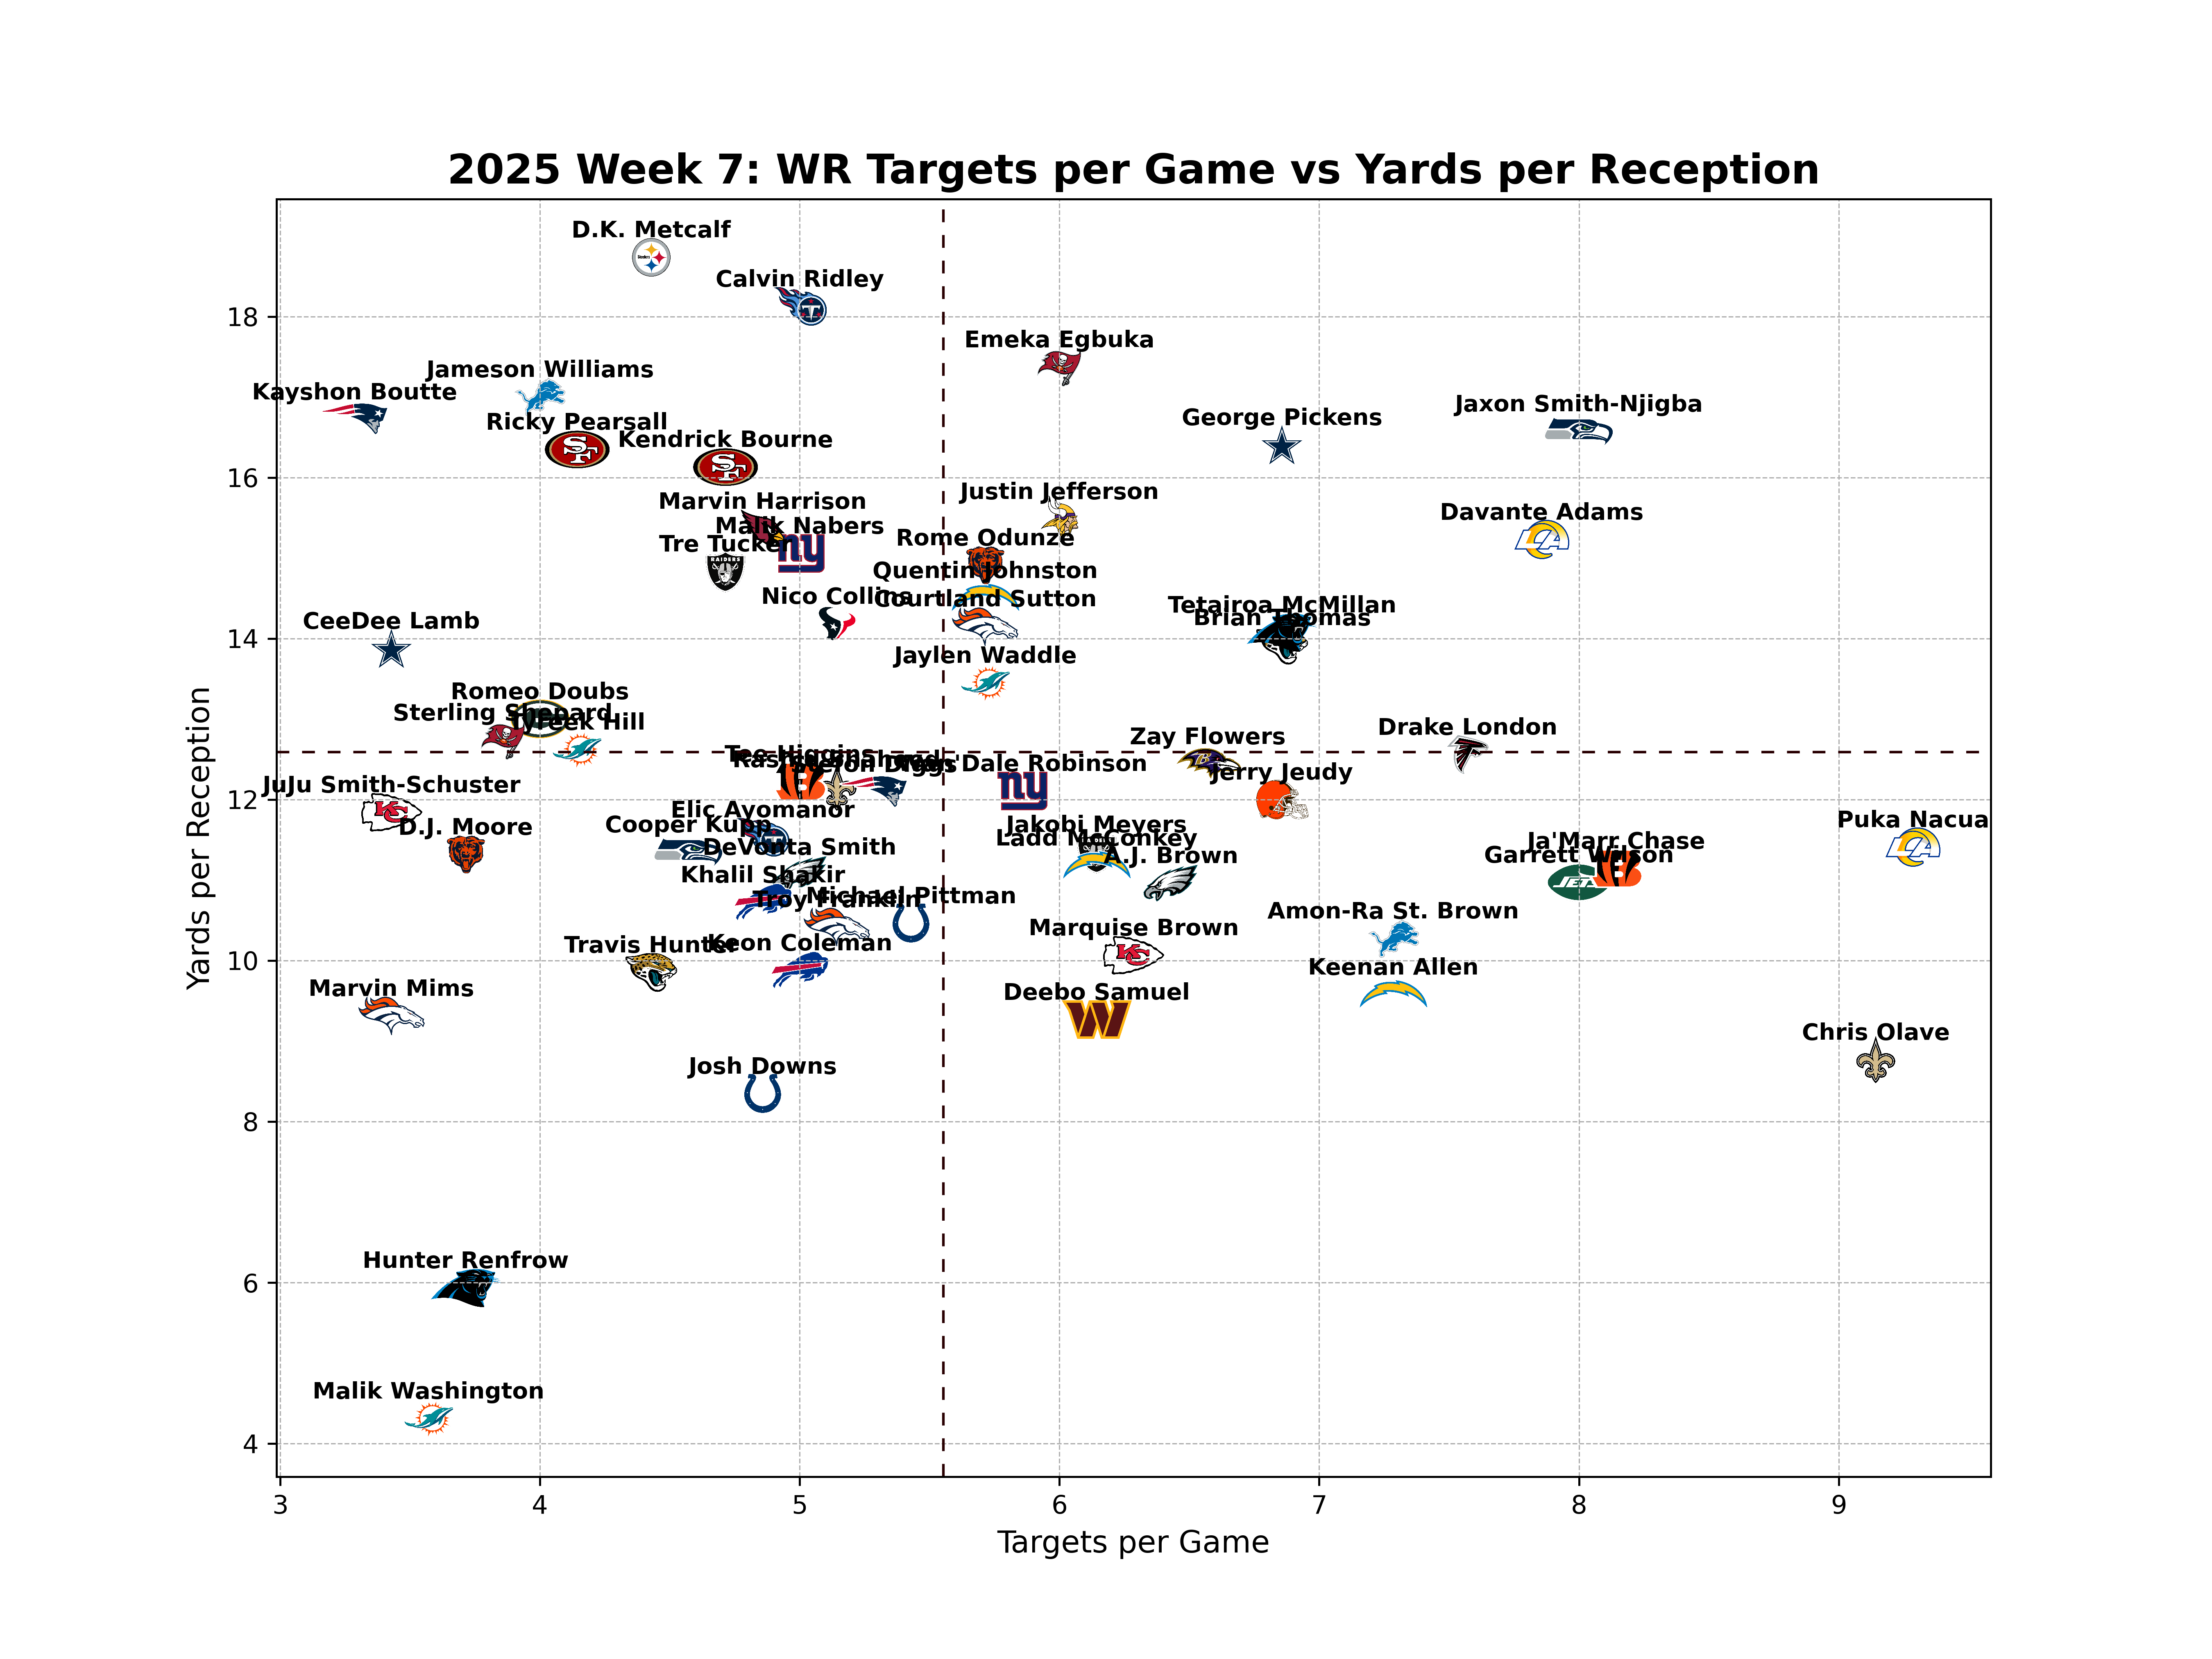 2025 Week 7: WR Targets per Game vs Yards per Reception
D.K. Metcalf
Calvin Ridley
Emeka Egbuka
Jameson Williams
Kayshon Boutte
Jaxon Smith-Njigba
George Pickens
Ricky Pearsall
Kendrick Bourne
Justin Jefferson
Marvin Harrison
Davante Adams
Malik Nabers
Rome Odunze
Tre Tucker
Quentin Johnston
Nico Collins
Courtland Sutton
Tetairoa McMillan
Brian Thomas
CeeDee Lamb
Jaylen Waddle
Romeo Doubs
Sterling Shepard
Tyreek Hill
Drake London
Zay Flowers
Tee Higgins
Stefon Diggs
Wan'Dale Robinson
Jerry Jeudy
JuJu Smith-Schuster
Elic Ayomanor
Puka Nacua
Cooper Kupp
D.J. Moore
Jakobi Meyers
Ladd McConkey
Ja'Marr Chase
Garrett Wilson
DeVonta Smith
A.J. Brown
Khalil Shakir
Michael Pittman
Troy Franklin
Amon-Ra St. Brown
Marquise Brown
Travis Hunter
Keon Coleman
Keenan Allen
Marvin Mims
Deebo Samuel
Chris Olave
Josh Downs
Hunter Renfrow
Malik Washington
18
16
14
12
10
8
6
4
Yards per Reception
3 4 5 6 7 8 9
Targets per Game